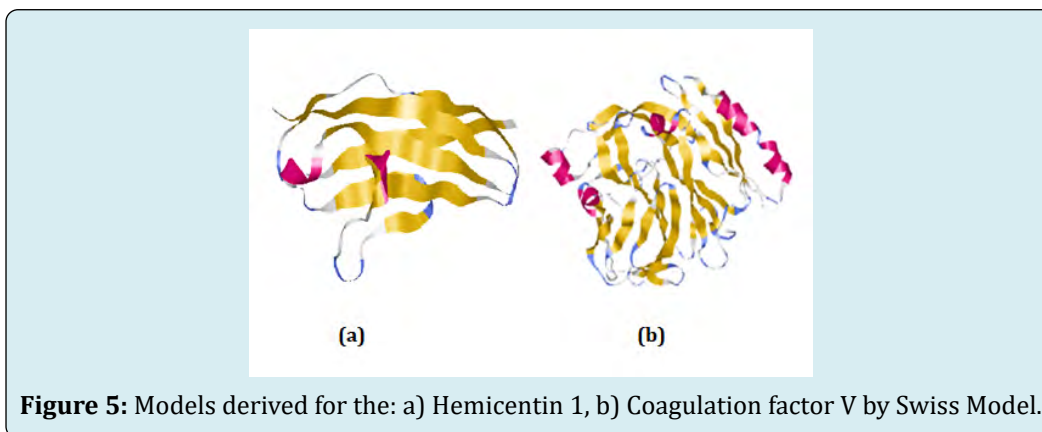 (a) (b)
Figure 5: Models derived for the: a) Hemicentin 1, b) Coagulation factor V by Swiss Model.